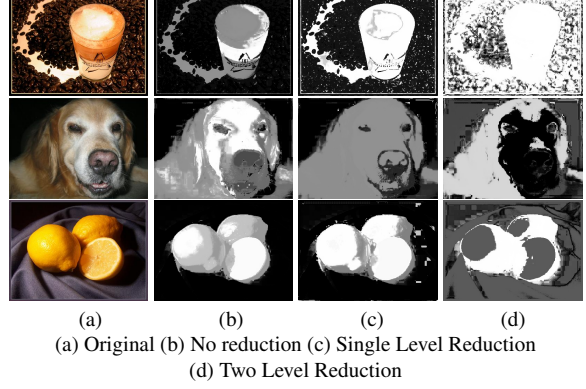 (a) (b) (c) (d)
(a) Original (b) No reduction (c) Single Level Reduction
(d) Two Level Reduction